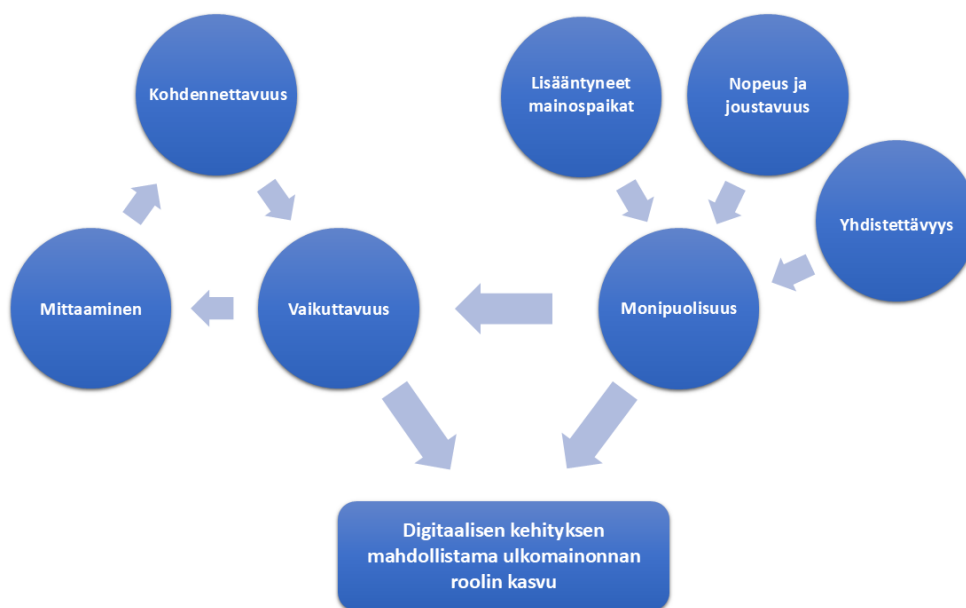 Kohdennettavuus
Lisääntyneet
mainospaikat
Nopeus ja
joustavuus
Yhdistettävyys
Mittaaminen
Vaikuttavuus
Monipuolisuus
Digitaalisen kehityksen
mahdollistama ulkomainonnan
roolin kasvu